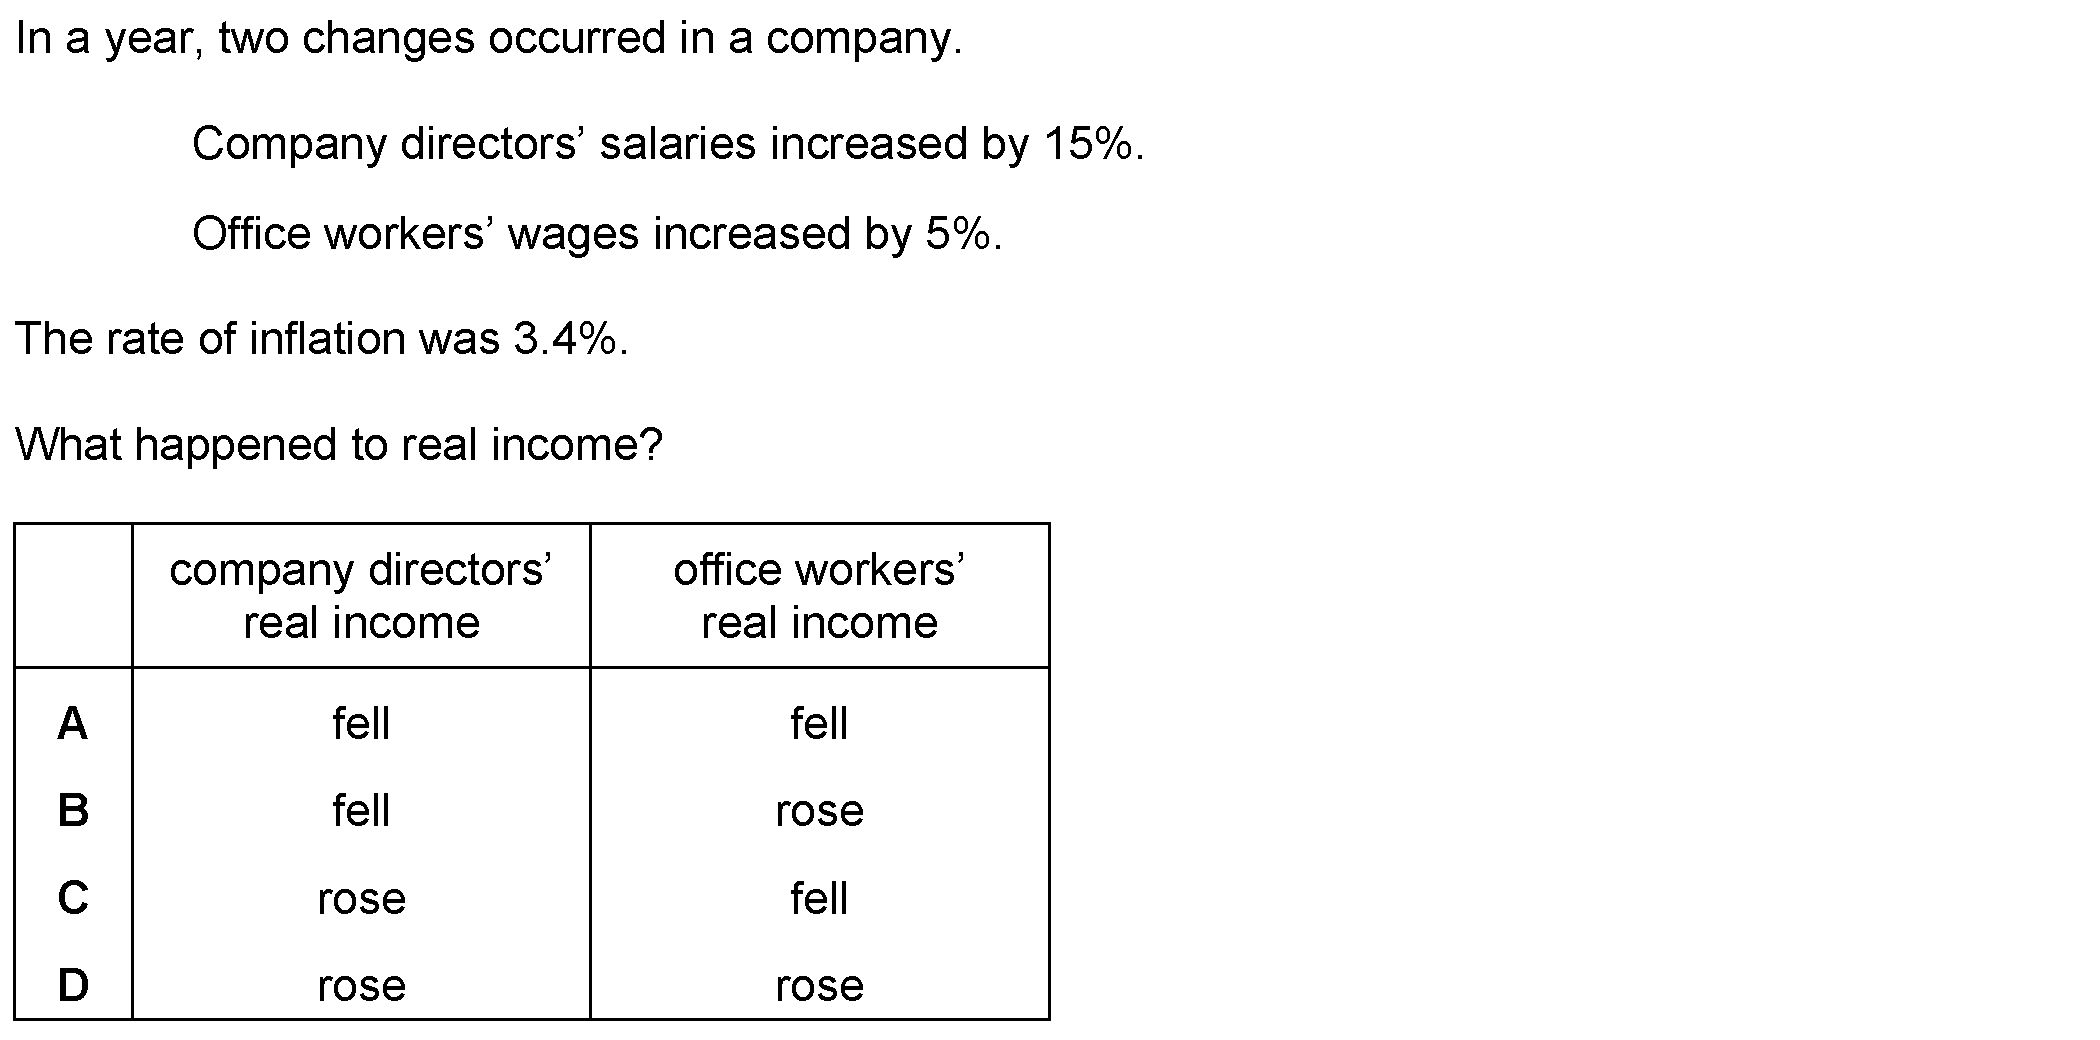 In a year, two changes occurred in a company.
Company directors’ salaries increased by 15%.
Office workers’ wages increased by 5%.
The rate of inflation was 3.4%.
What happened to real income?
company directors’ office workers’
real income real income
A fell fell
B fell rose
C rose fell
D rose rose